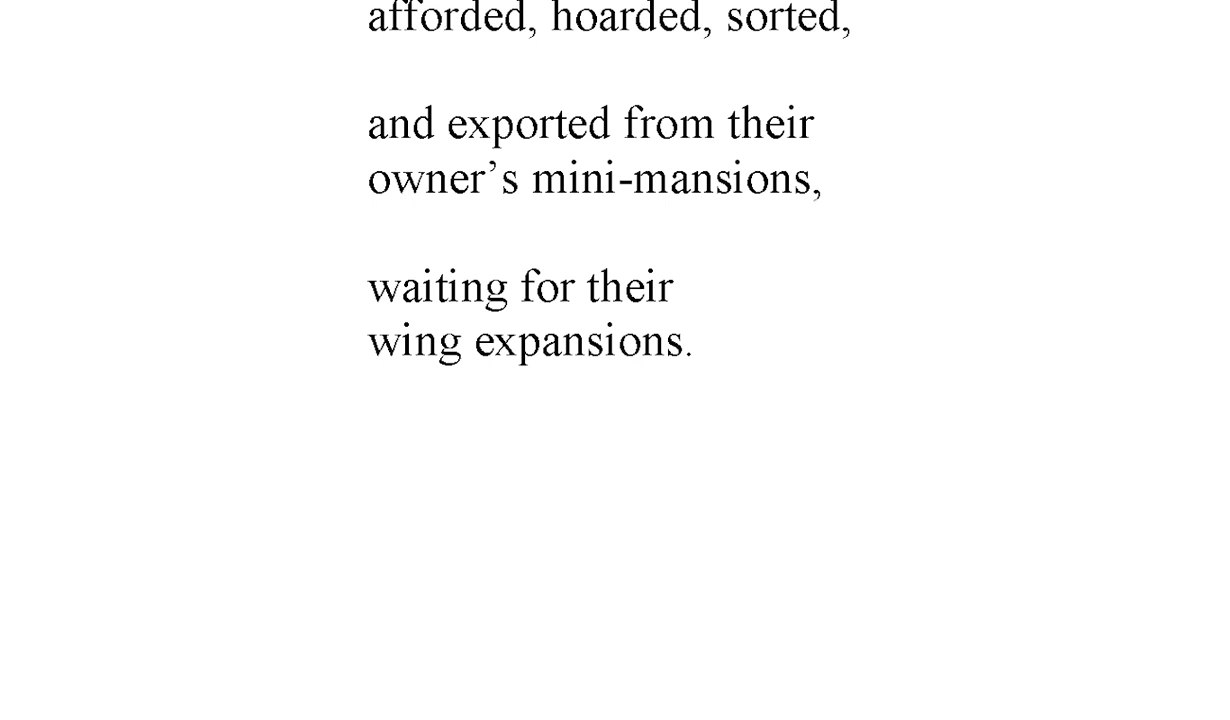 afforded, hoarded, sorted,
and exported from their
owner’s mini-mansions,
waiting for their
wing expansions.